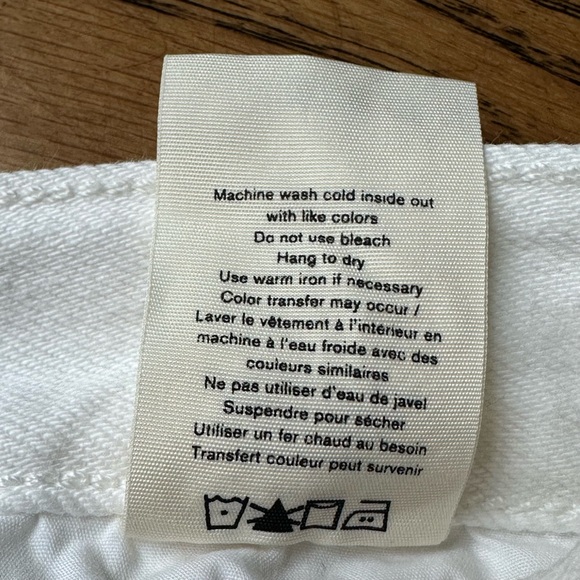 Machine wash cold inside out
with like colors
Do not use bleach
Hang to dry
Use warm iron if necessary
Color transfer may occur /
Laver le vêtement à l'intérieur en
machine à l'eau froide avec des
couleurs similaires
Ne pas utiliser d'eau de javel
Suspendre pour sécher
Utiliser un fer chaud au besoin
Transfert couleur peut survenir